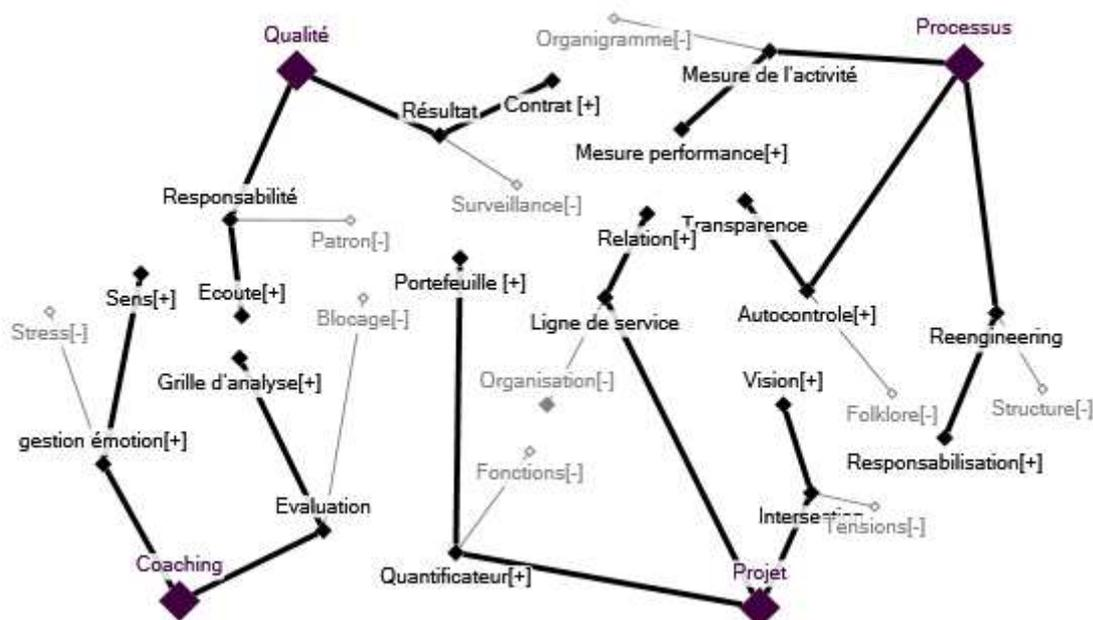 Qualité
Organigramme[-]
Processus
Mesure de l'activité
Résultat
Contrat [+]
Mesure performance[+]
Responsabilité
Surveillance[-]
Patron[-]
Relation[+]
Transparence
Sens[+]
Ecoute[+]
Portefeuille [+]
Stress[-]
Blocage[-]
Ligne de service
Autocontrole[+]
Reengineering
Grille d'analyse[+]
Organisation[-]
Vision[+]
Folklore[-]
Structure[-]
gestion émotion[+]
Fonctions[-]
Responsabilisation[+]
Evaluation
Intersection
Tensions[-]
Coaching
Quantificateur[+]
Projet